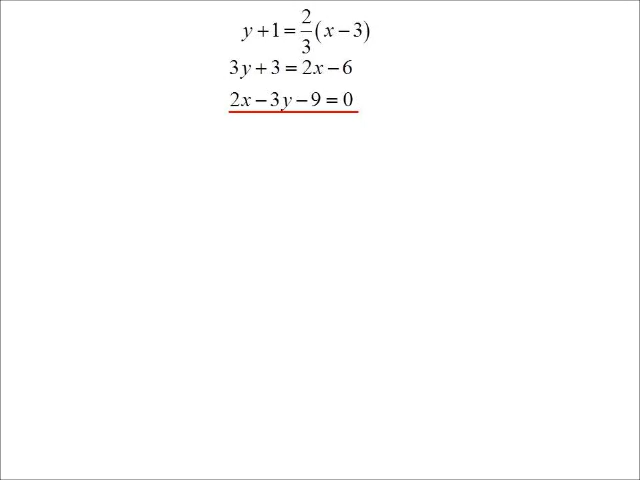 y + 1 = 2/3 (x − 3)
3y + 3 = 2x − 6
2x − 3y − 9 = 0